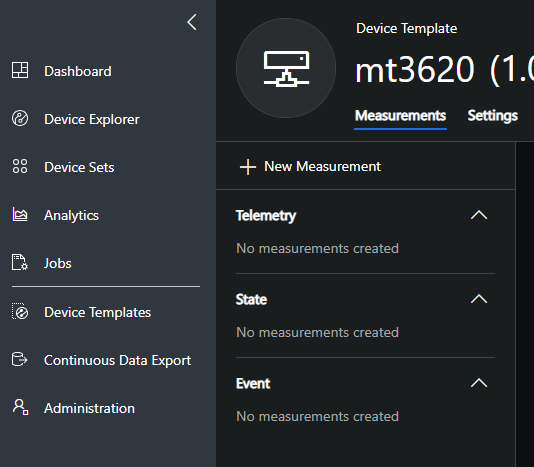 Dashboard
Device Explorer
Device Sets
Analytics
Jobs
Device Templates
Continuous Data Export
Administration
Device Template
mt3620 (1.0
Measurements Settings
New Measurement
Telemetry
No measurements created
State
No measurements created
Event
No measurements created